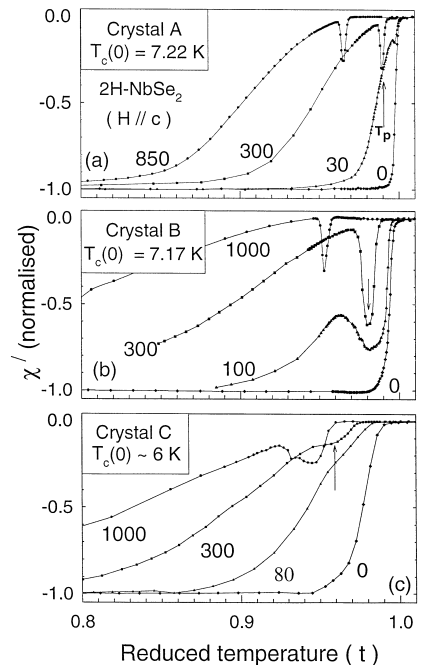 Crystal A
T_c(0) = 7.22 K
2H-NbSe₂
( H // c )
0.0
-0.5
-1.0
(a)
850
300
30
T_p
0
Crystal B
T_c(0) = 7.17 K
0.0
-0.5
-1.0
(b)
1000
300
100
0
Crystal C
T_c(0) ~ 6 K
0.0
-0.5
-1.0
1000
300
80
0
(c)
χ′ (normalised)
0.8
0.9
1.0
Reduced temperature ( t )